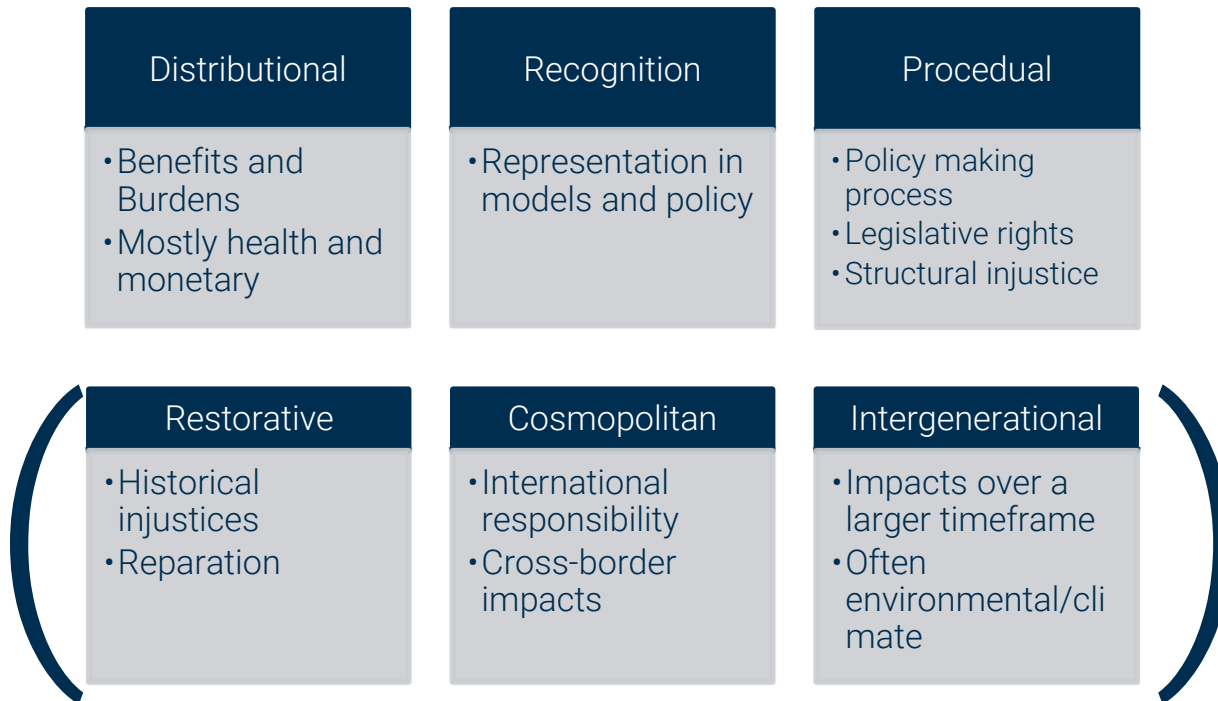 Distributional
• Benefits and
Burdens
• Mostly health and
monetary
Recognition
• Representation in
models and policy
Procedual
• Policy making
process
• Legislative rights
• Structural injustice
Restorative
• Historical
injustices
• Reparation
Cosmopolitan
• International
responsibility
• Cross-border
impacts
Intergenerational
• Impacts over a
larger timeframe
• Often
environmental/cli
mate